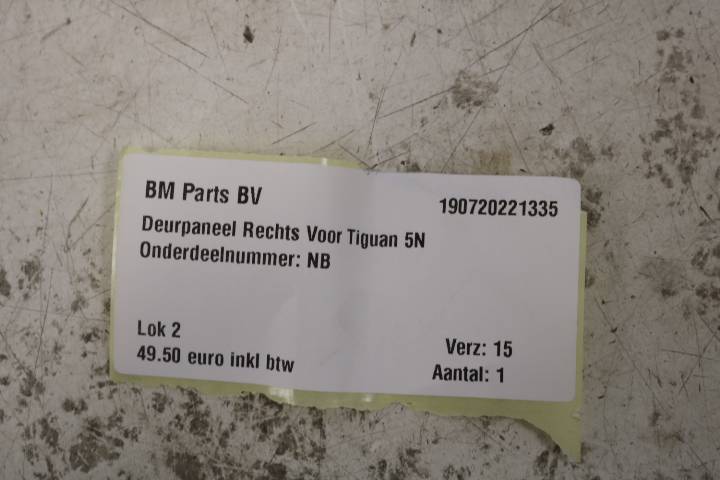 BM Parts BV
190720221335
Deurpaneel Rechts Voor Tiguan 5N
Onderdeelnummer: NB
Lok 2
Verz: 15
49.50 euro inkl btw
Aantal: 1